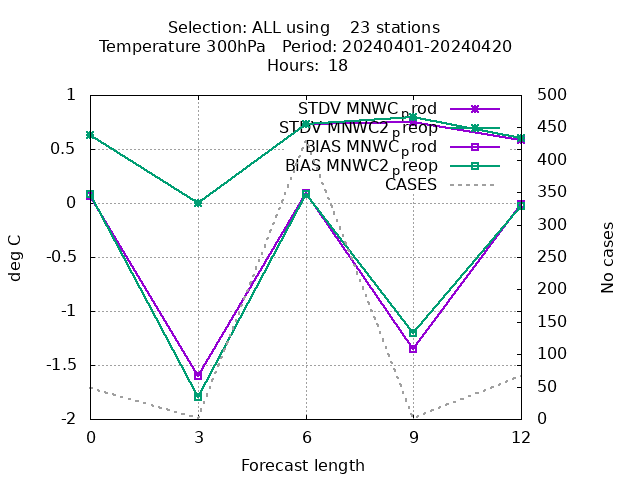 Selection: ALL using    23 stations
Temperature 300hPa   Period: 20240401-20240420
Hours: 18
STDV MNWC_prod
STDV MNWC2_preop
BIAS MNWC_prod
BIAS MNWC2_preop
CASES
deg C
No cases
1
0.5
0
-0.5
-1
-1.5
-2
500
450
400
350
300
250
200
150
100
50
0
0 3 6 9 12
Forecast length